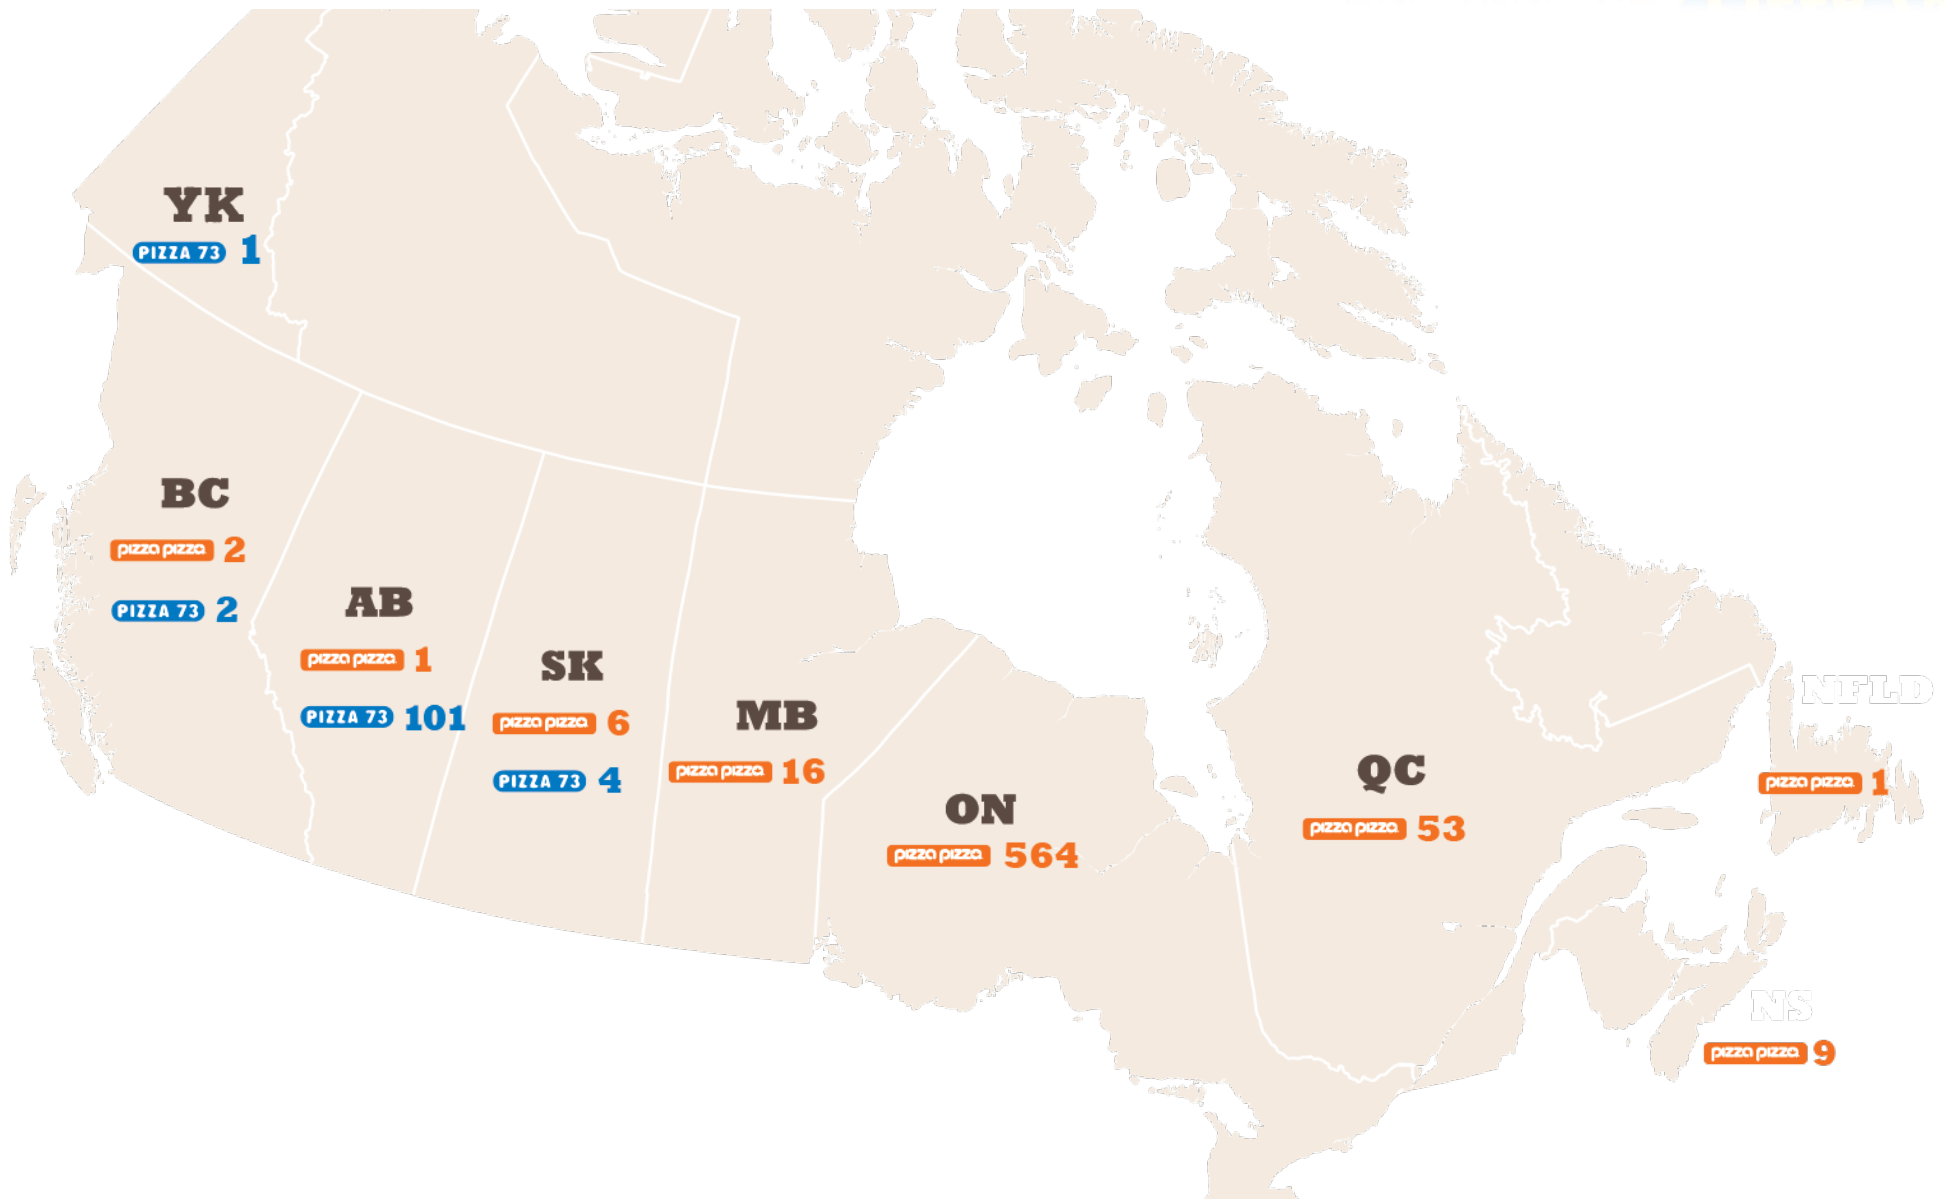 YK
PIZZA 73 1
BC
pizza pizza 2
PIZZA 73 2
AB
pizza pizza 1
PIZZA 73 101
SK
pizza pizza 6
PIZZA 73 4
MB
pizza pizza 16
ON
pizza pizza 564
QC
pizza pizza 53
NFLD
pizza pizza 1
NS
pizza pizza 9